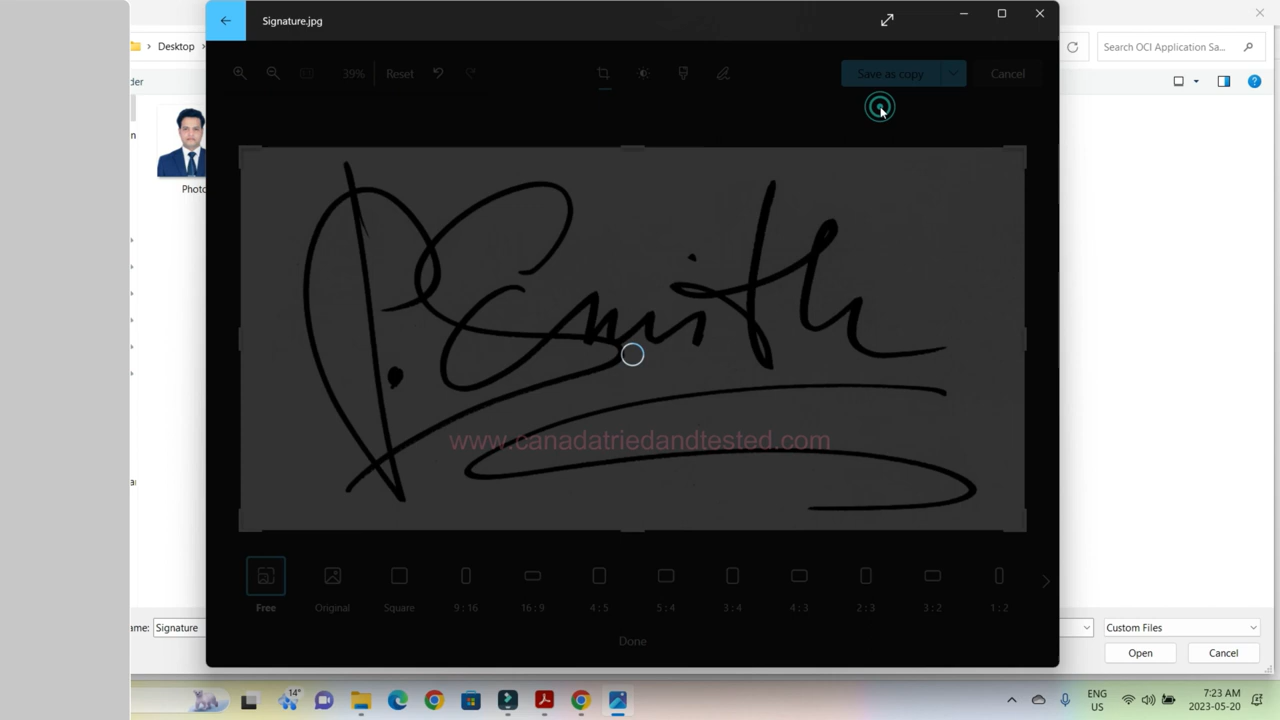 Signature.jpg
Desktop
Search OCI Application Sa...
39%
Reset
Save as copy
Cancel
Photo
J. Smith
www.canadatriedandtested.com
Free
Original
Square
9 : 16
16 : 9
4 : 5
5 : 4
3 : 4
4 : 3
2 : 3
3 : 2
1 : 2
Done
Signature
Custom Files
Open
Cancel
14°
ENG
US
7:23 AM
2023-05-20